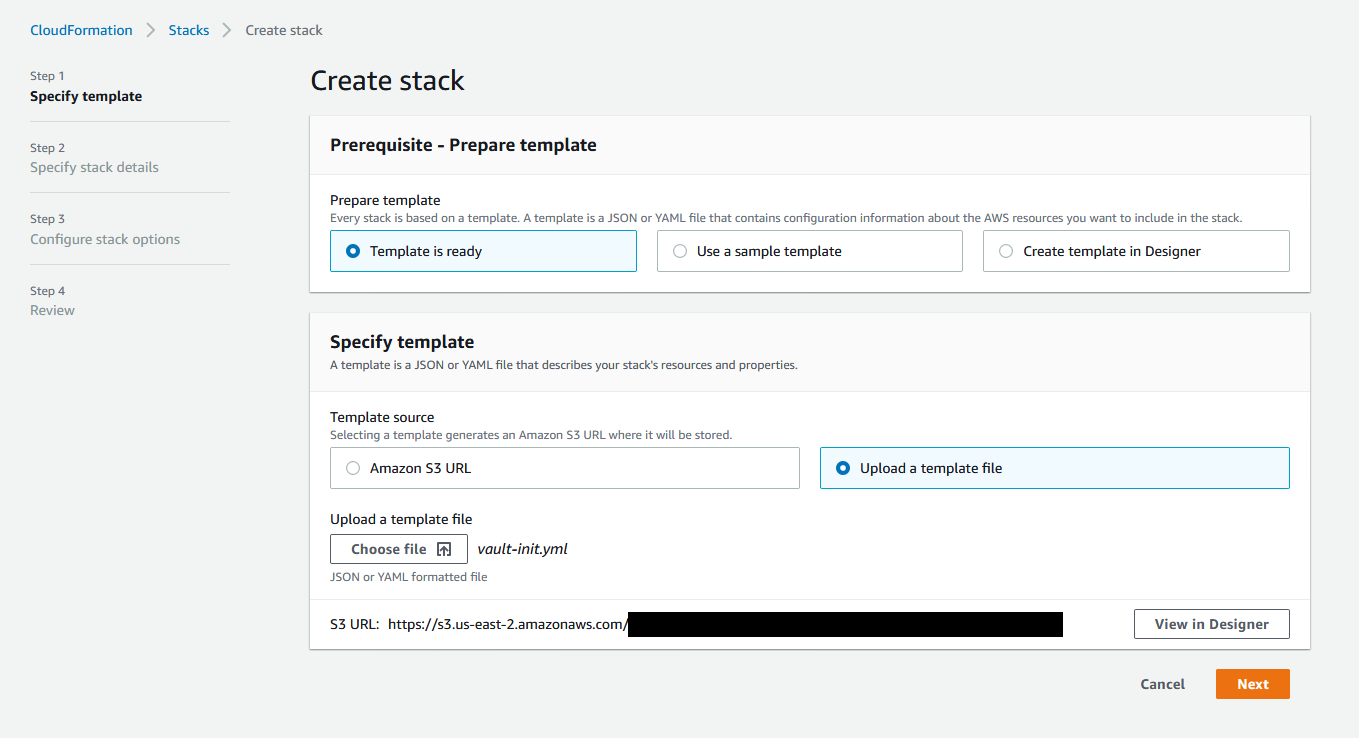 CloudFormation > Stacks > Create stack
Step 1
Specify template
Step 2
Specify stack details
Step 3
Configure stack options
Step 4
Review
Create stack
Prerequisite - Prepare template
Prepare template
Every stack is based on a template. A template is a JSON or YAML file that contains configuration information about the AWS resources you want to include in the stack.
Template is ready
Use a sample template
Create template in Designer
Specify template
A template is a JSON or YAML file that describes your stack's resources and properties.
Template source
Selecting a template generates an Amazon S3 URL where it will be stored.
Amazon S3 URL
Upload a template file
Upload a template file
Choose file vault-init.yml
JSON or YAML formatted file
S3 URL: https://s3.us-east-2.amazonaws.com/
View in Designer
Cancel
Next